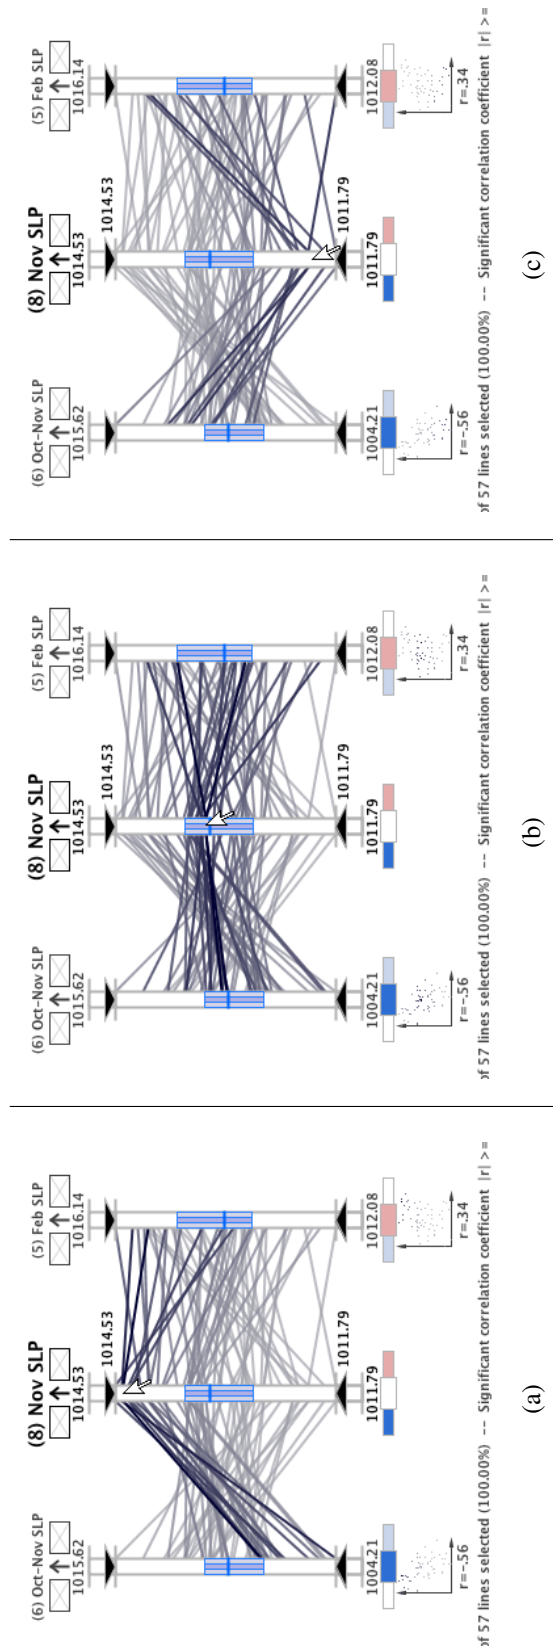 (6) Oct-Nov SLP (8) Nov SLP (5) Feb SLP
1015.62 1014.53 1016.14
1014.53
1011.79
1004.21 1011.79 1012.08
r=-.56 r=.34
of 57 lines selected (100.00%) -- Significant correlation coefficient |r| >=
(a)
(6) Oct-Nov SLP (8) Nov SLP (5) Feb SLP
1015.62 1014.53 1016.14
1014.53
1011.79
1004.21 1011.79 1012.08
r=-.56 r=.34
of 57 lines selected (100.00%) -- Significant correlation coefficient |r| >=
(b)
(6) Oct-Nov SLP (8) Nov SLP (5) Feb SLP
1015.62 1014.53 1016.14
1014.53
1011.79
1004.21 1011.79 1012.08
r=-.56 r=.34
of 57 lines selected (100.00%) -- Significant correlation coefficient |r| >=
(c)